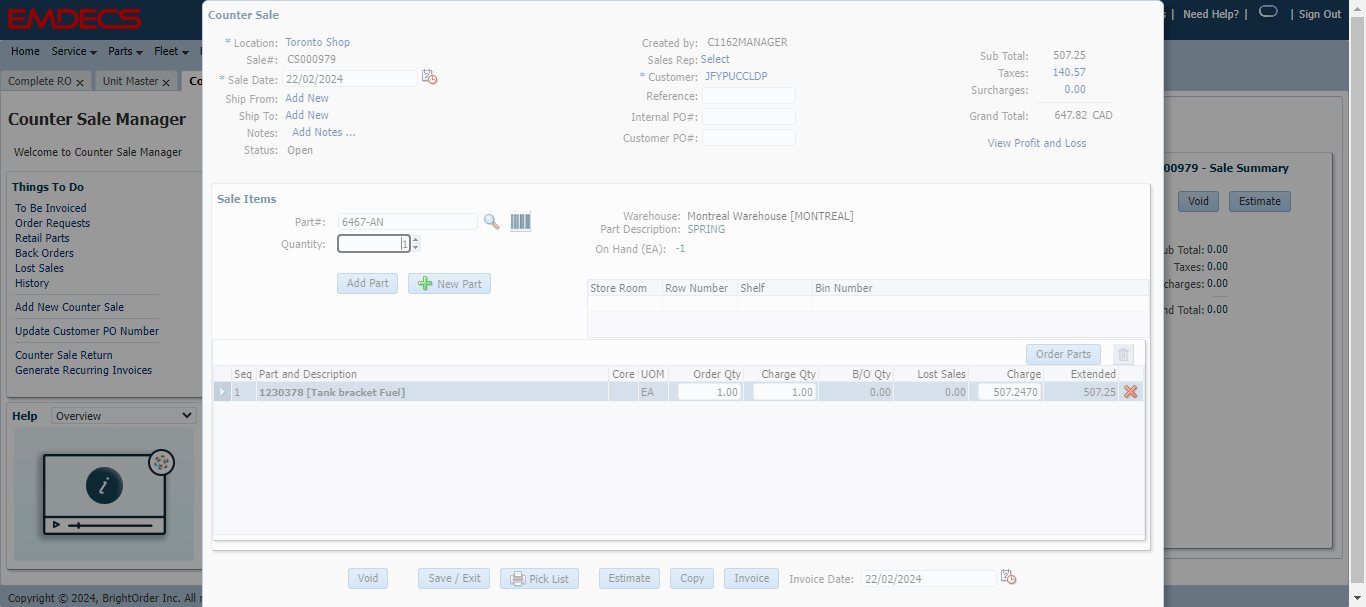 EMDECS
Need Help? | | Sign Out
Home Service Parts Fleet
Complete RO × Unit Master × Co
Counter Sale Manager
Welcome to Counter Sale Manager
Things To Do
To Be Invoiced
Order Requests
Retail Parts
Back Orders
Lost Sales
History
Add New Counter Sale
Update Customer PO Number
Counter Sale Return
Generate Recurring Invoices
Help Overview
Copyright © 2024, BrightOrder Inc. All
Counter Sale
* Location: Toronto Shop
Sale#: CS000979
* Sale Date: 22/02/2024
Ship From: Add New
Ship To: Add New
Notes: Add Notes ...
Status: Open
Created by: C1162MANAGER
Sales Rep: Select
* Customer: JFYPUCCLDP
Reference:
Internal PO#:
Customer PO#:
Sub Total: 507.25
Taxes: 140.57
Surcharges: 0.00
Grand Total: 647.82 CAD
View Profit and Loss
Sale Items
Part#: 6467-AN
Quantity: 1
Add Part New Part
Warehouse: Montreal Warehouse [MONTREAL]
Part Description: SPRING
On Hand (EA): -1
Store Room Row Number Shelf Bin Number
Order Parts
Seq Part and Description Core UOM Order Qty Charge Qty B/O Qty Lost Sales Charge Extended
1 1230378 [Tank bracket Fuel] EA 1.00 1.00 0.00 0.00 507.2470 507.25
Void Save / Exit Pick List Estimate Copy Invoice Invoice Date: 22/02/2024
00979 - Sale Summary
Void Estimate
ub Total: 0.00
Taxes: 0.00
charges: 0.00
nd Total: 0.00